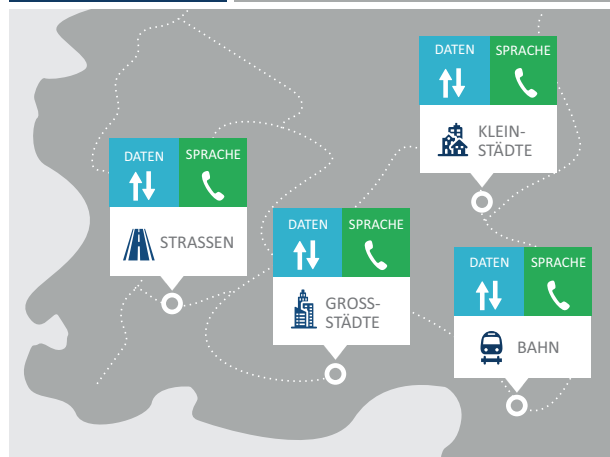 DATEN SPRACHE
KLEIN-
STÄDTE
DATEN SPRACHE
STRASSEN
DATEN SPRACHE
GROSS-
STÄDTE
DATEN SPRACHE
BAHN